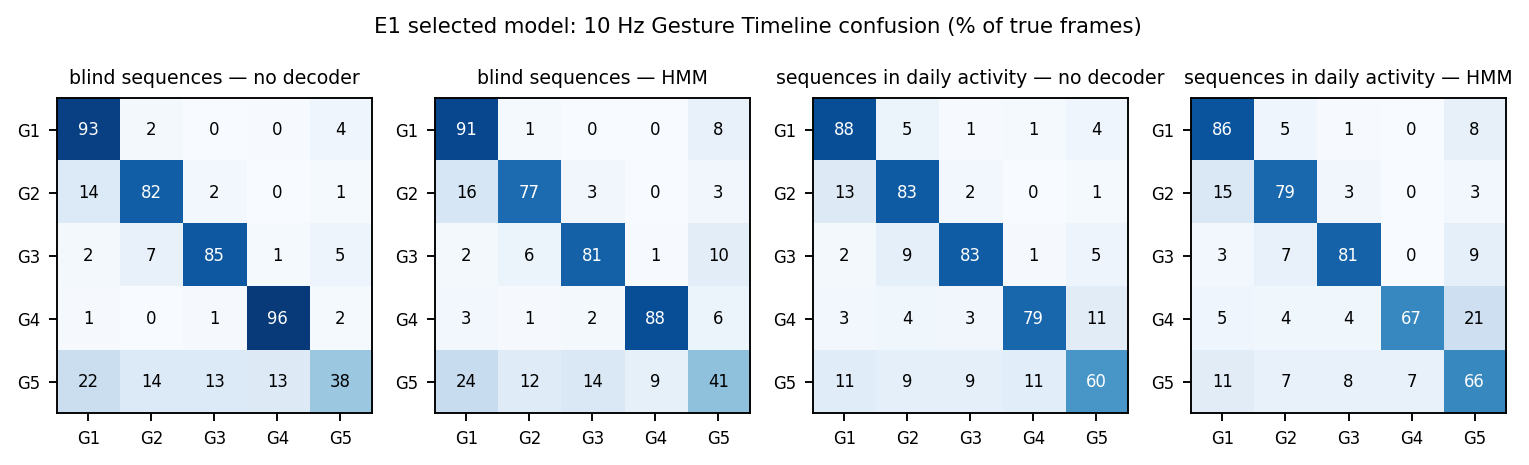 E1 selected model: 10 Hz Gesture Timeline confusion (% of true frames)
blind sequences — no decoder
G1 93 2 0 0 4
G2 14 82 2 0 1
G3 2 7 85 1 5
G4 1 0 1 96 2
G5 22 14 13 13 38
G1 G2 G3 G4 G5
blind sequences — HMM
G1 91 1 0 0 8
G2 16 77 3 0 3
G3 2 6 81 1 10
G4 3 1 2 88 6
G5 24 12 14 9 41
G1 G2 G3 G4 G5
sequences in daily activity — no decoder
G1 88 5 1 1 4
G2 13 83 2 0 1
G3 2 9 83 1 5
G4 3 4 3 79 11
G5 11 9 9 11 60
G1 G2 G3 G4 G5
sequences in daily activity — HMM
G1 86 5 1 0 8
G2 15 79 3 0 3
G3 3 7 81 0 9
G4 5 4 4 67 21
G5 11 7 8 7 66
G1 G2 G3 G4 G5